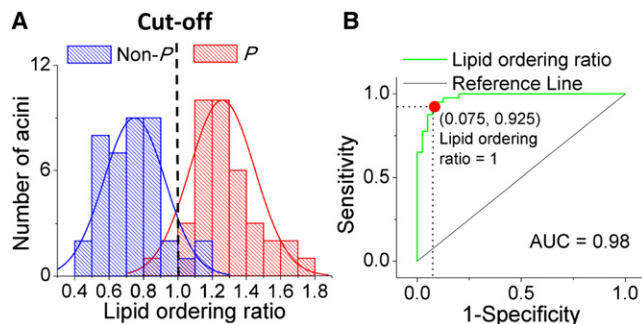 A
Cut-off
Non-P
P
Number of acini
12
9
6
3
0
0.4 0.6 0.8 1.0 1.2 1.4 1.6 1.8
Lipid ordering ratio
B
Lipid ordering ratio
Reference Line
Sensitivity
1.0
0.5
0.0
(0.075, 0.925)
Lipid ordering
ratio = 1
AUC = 0.98
0.0 0.5 1.0
1-Specificity